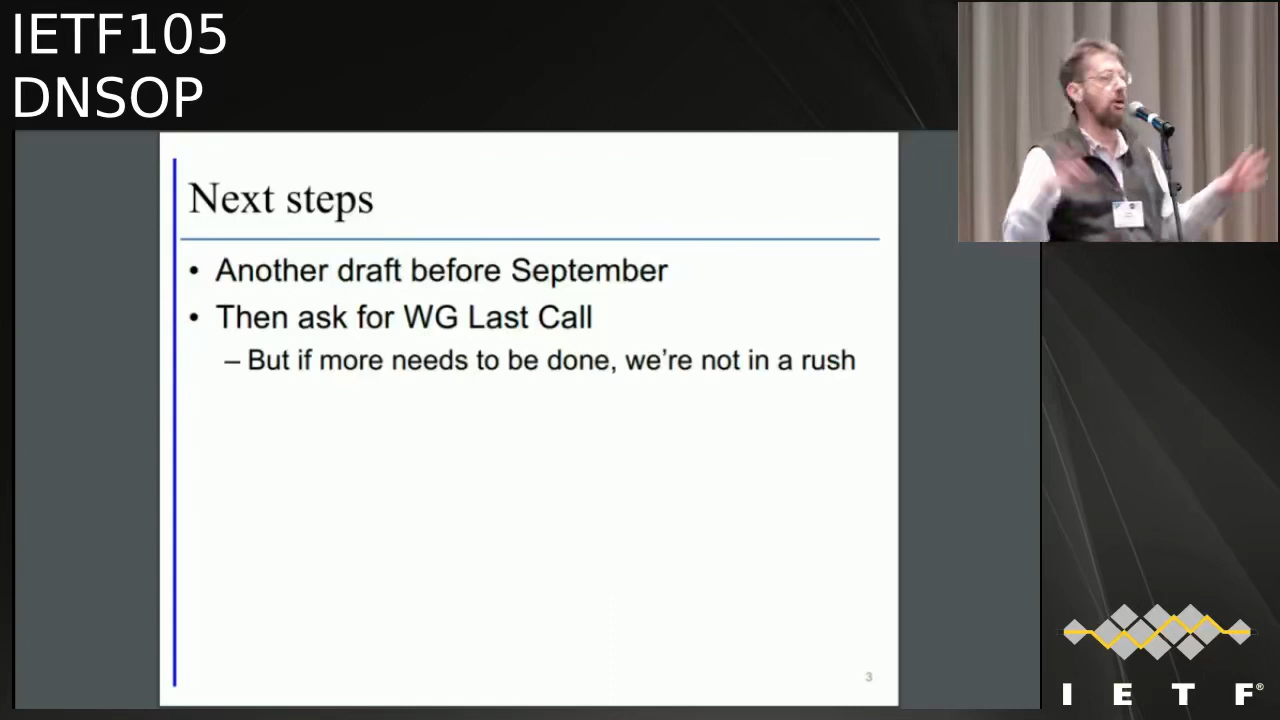 IETF105
DNSOP
Next steps
• Another draft before September
• Then ask for WG Last Call
– But if more needs to be done, we’re not in a rush
3
I E T F®